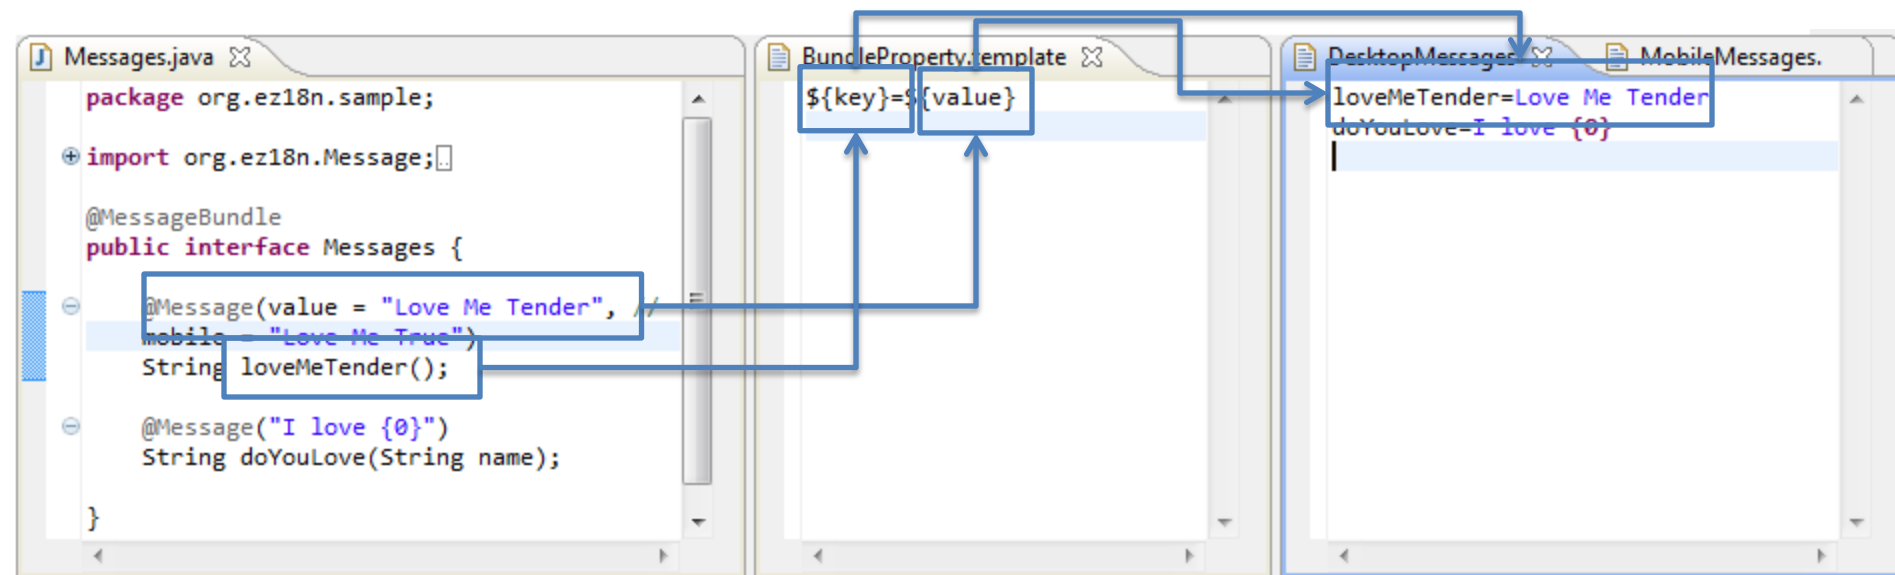 Messages.java
package org.ez18n.sample;
import org.ez18n.Message;
@MessageBundle
public interface Messages {
@Message(value = "Love Me Tender", //
mobile = "Love Me True")
String loveMeTender();
@Message("I love {0}")
String doYouLove(String name);
}
BundleProperty.template
${key}=${value}
DesktopMessages
MobileMessages.
loveMeTender=Love Me Tender
doYouLove=I love {0}